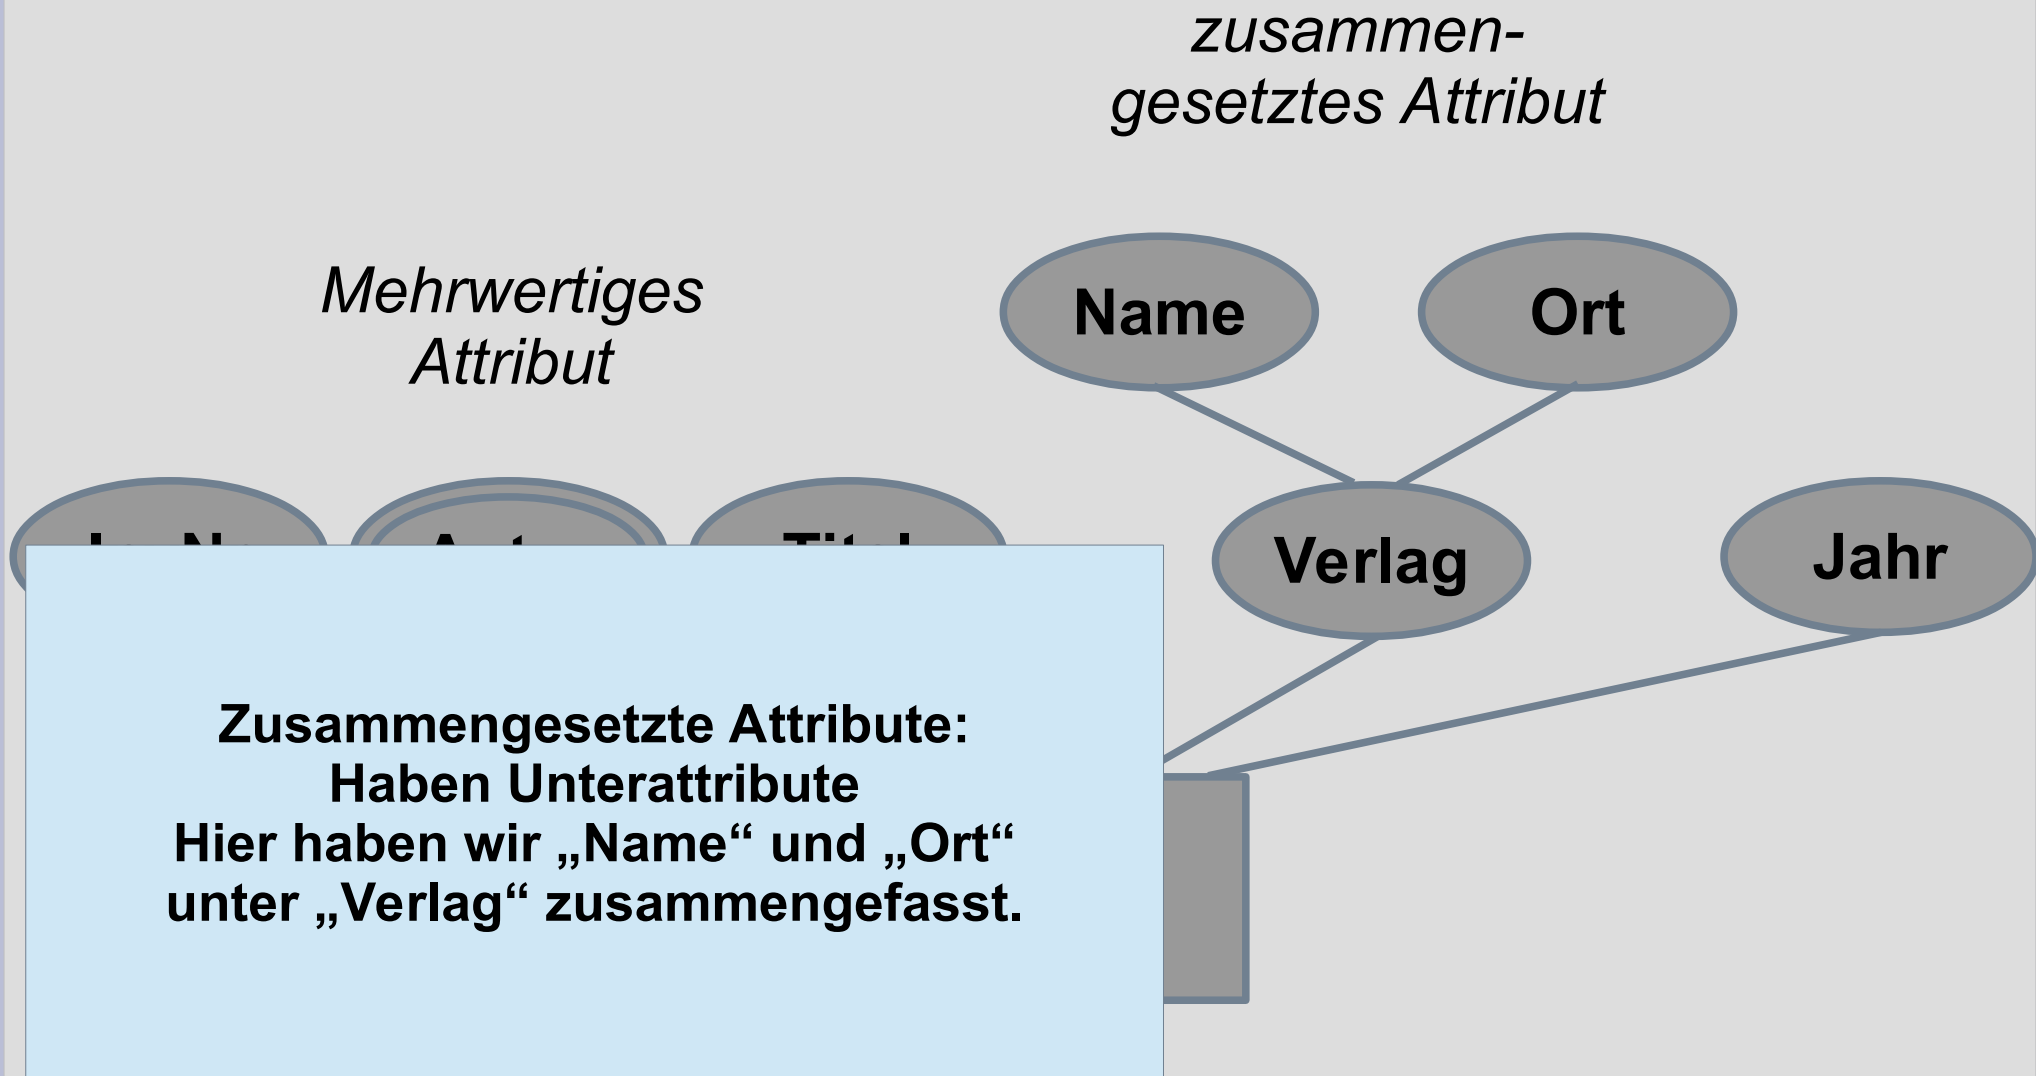 zusammen-
gesetztes Attribut
Mehrwertiges
Attribut
Name
Ort
Titel
Verlag
Jahr
Zusammengesetzte Attribute:
Haben Unterattribute
Hier haben wir „Name“ und „Ort“
unter „Verlag“ zusammengefasst.